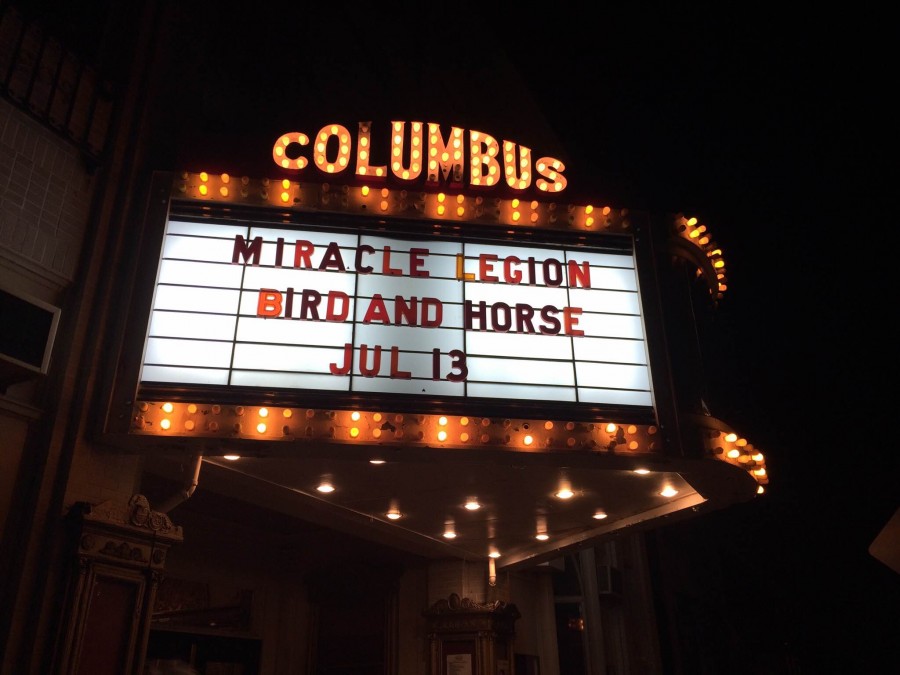 COLUMBUS
MIRACLE LEGION
BIRD AND HORSE
JUL 13